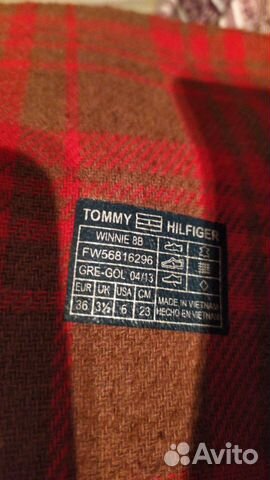 TOMMY HILFIGER
WINNIE 8B
FW56816296
GRE-GOL 04/13
EUR UK USA CM
36 3½ 6 23
MADE IN VIETNAM
HECHO EN VIETNAM
Avito